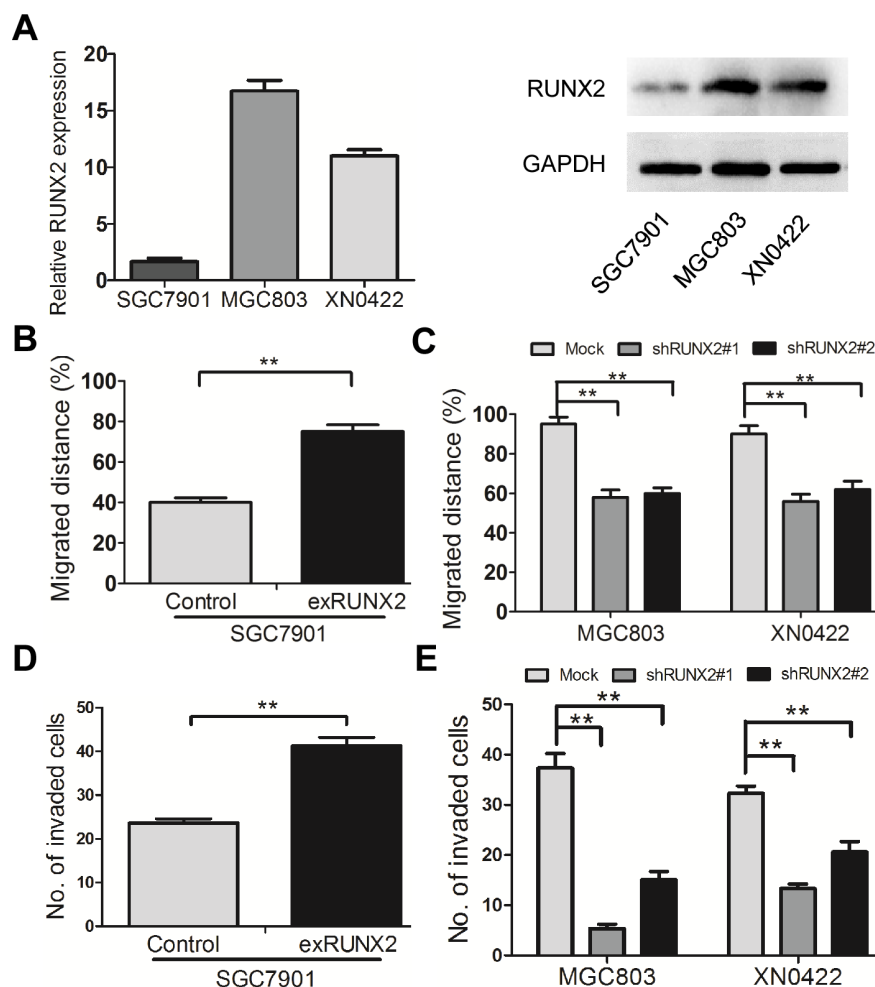 A
Relative RUNX2 expression
20
15
10
5
0
SGC7901 MGC803 XN0422
RUNX2
GAPDH
SGC7901
MGC803
XN0422
B
Migrated distance (%)
100
80
60
40
20
0
**
Control exRUNX2
SGC7901
C
Mock shRUNX2#1 shRUNX2#2
Migrated distance (%)
100
80
60
40
20
0
**
**
**
**
MGC803 XN0422
D
No. of invaded cells
50
40
30
20
10
0
**
Control exRUNX2
SGC7901
E
Mock shRUNX2#1 shRUNX2#2
No. of invaded cells
50
40
30
20
10
0
**
**
**
**
MGC803 XN0422